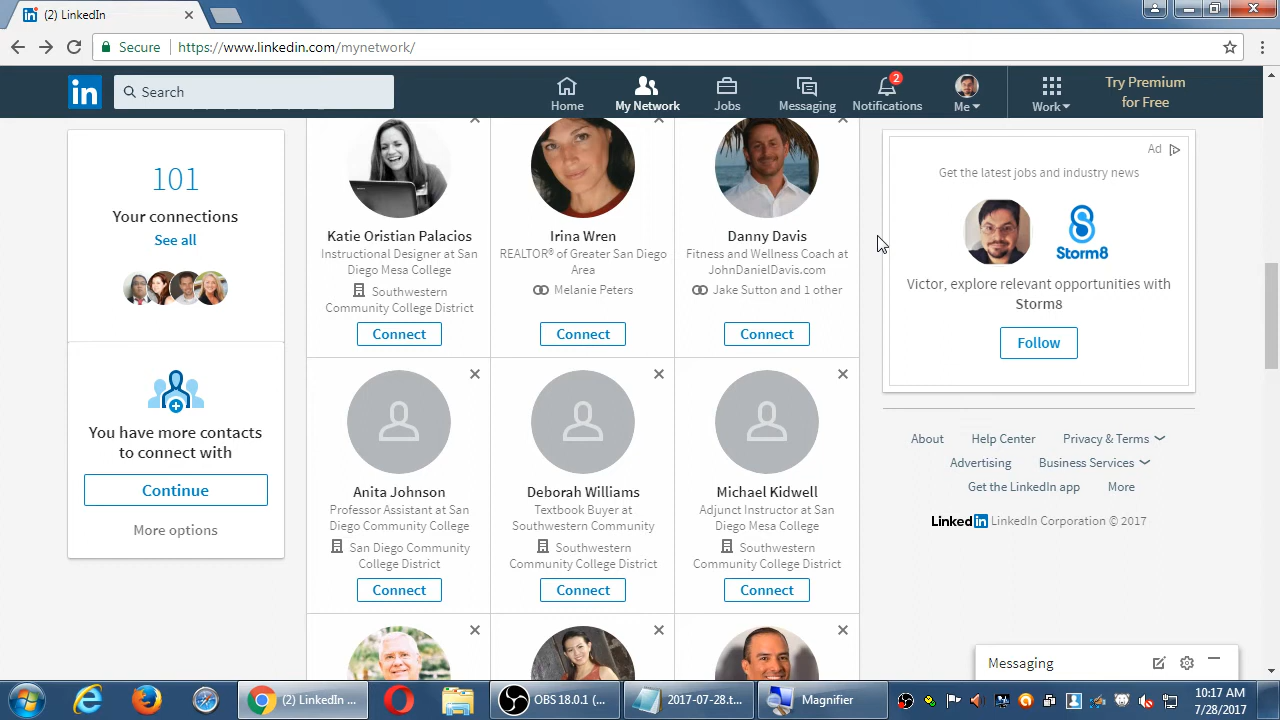 (2) LinkedIn
Secure
https://www.linkedin.com/mynetwork/
in
Search
Home
My Network
Jobs
Messaging
2
Notifications
Me
Work
Try Premium
for Free
101
Your connections
See all
You have more contacts
to connect with
Continue
More options
Katie Oristian Palacios
Instructional Designer at San
Diego Mesa College
Southwestern
Community College District
Connect
Irina Wren
REALTOR® of Greater San Diego
Area
Melanie Peters
Connect
Danny Davis
Fitness and Wellness Coach at
JohnDanielDavis.com
Jake Sutton and 1 other
Connect
Anita Johnson
Professor Assistant at San
Diego Community College
San Diego Community
College District
Connect
Deborah Williams
Textbook Buyer at
Southwestern Community
Southwestern
Community College District
Connect
Michael Kidwell
Adjunct Instructor at San
Diego Mesa College
Southwestern
Community College District
Connect
Ad
Get the latest jobs and industry news
Storm8
Victor, explore relevant opportunities with
Storm8
Follow
About Help Center Privacy & Terms
Advertising Business Services
Get the LinkedIn app More
LinkedIn LinkedIn Corporation © 2017
Messaging
(2) LinkedIn ...
OBS 18.0.1 (...
2017-07-28.t...
Magnifier
10:17 AM
7/28/2017